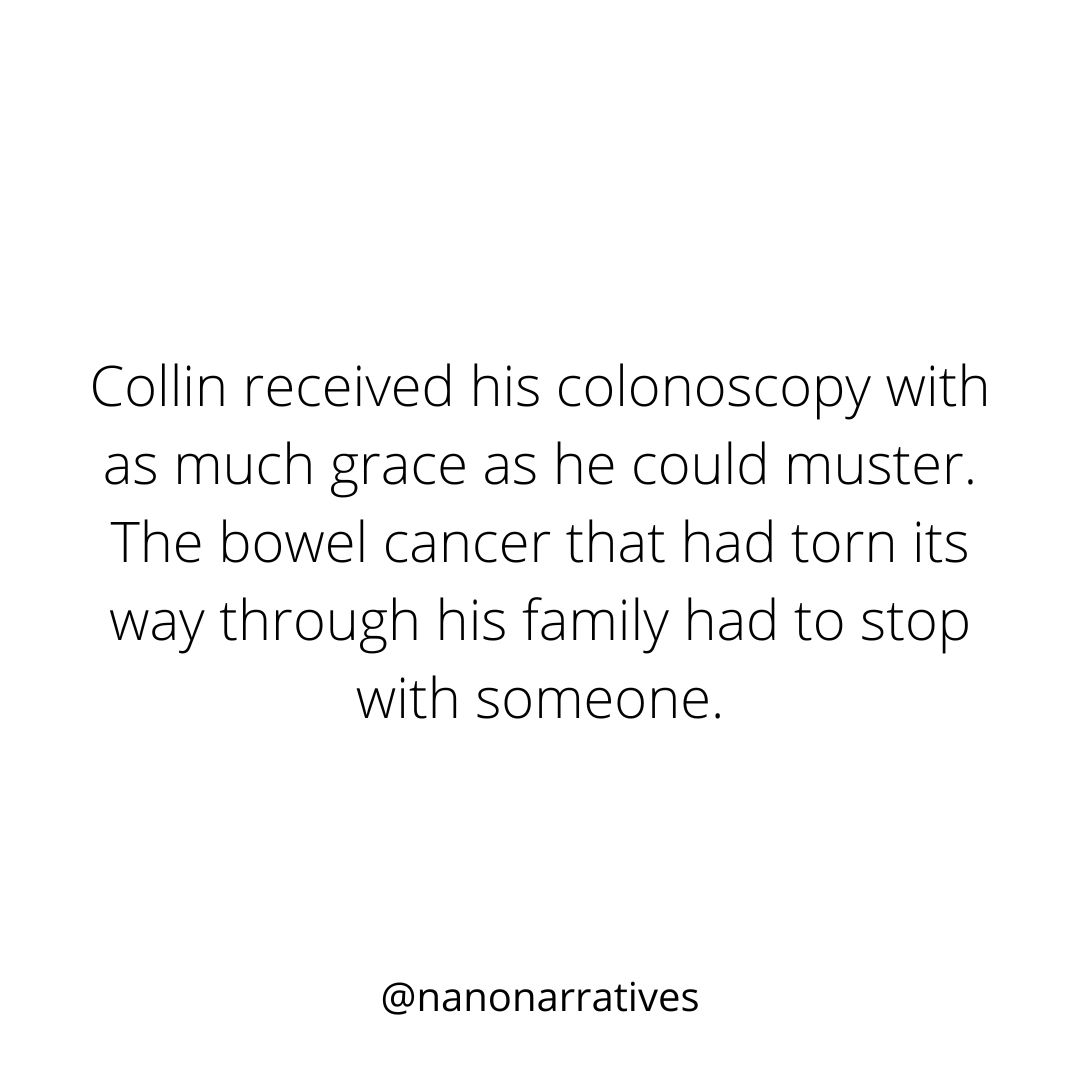 Collin received his colonoscopy with
as much grace as he could muster.
The bowel cancer that had torn its
way through his family had to stop
with someone.
@nanonarratives